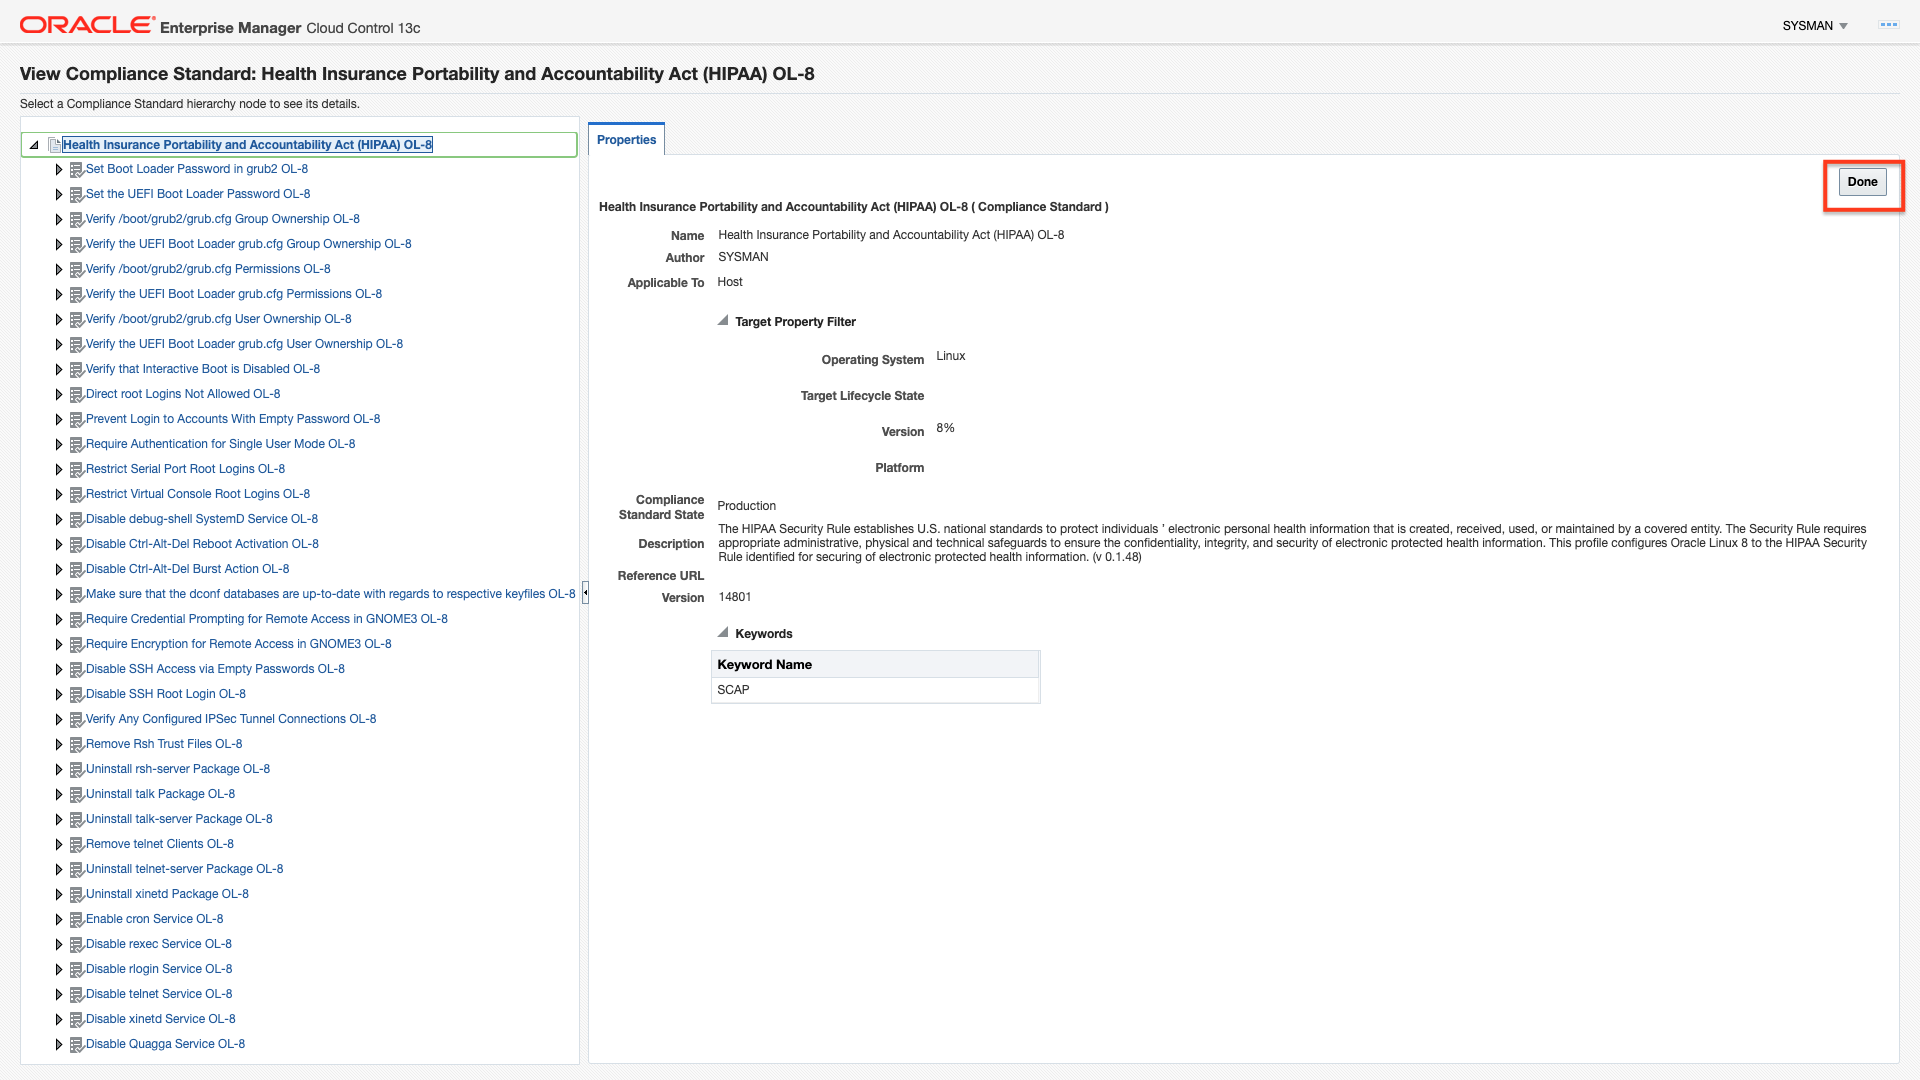 ORACLE Enterprise Manager Cloud Control 13c
SYSMAN
View Compliance Standard: Health Insurance Portability and Accountability Act (HIPAA) OL-8
Select a Compliance Standard hierarchy node to see its details.
Health Insurance Portability and Accountability Act (HIPAA) OL-8
Set Boot Loader Password in grub2 OL-8
Set the UEFI Boot Loader Password OL-8
Verify /boot/grub2/grub.cfg Group Ownership OL-8
Verify the UEFI Boot Loader grub.cfg Group Ownership OL-8
Verify /boot/grub2/grub.cfg Permissions OL-8
Verify the UEFI Boot Loader grub.cfg Permissions OL-8
Verify /boot/grub2/grub.cfg User Ownership OL-8
Verify the UEFI Boot Loader grub.cfg User Ownership OL-8
Verify that Interactive Boot is Disabled OL-8
Direct root Logins Not Allowed OL-8
Prevent Login to Accounts With Empty Password OL-8
Require Authentication for Single User Mode OL-8
Restrict Serial Port Root Logins OL-8
Restrict Virtual Console Root Logins OL-8
Disable debug-shell SystemD Service OL-8
Disable Ctrl-Alt-Del Reboot Activation OL-8
Disable Ctrl-Alt-Del Burst Action OL-8
Make sure that the dconf databases are up-to-date with regards to respective keyfiles OL-8
Require Credential Prompting for Remote Access in GNOME3 OL-8
Require Encryption for Remote Access in GNOME3 OL-8
Disable SSH Access via Empty Passwords OL-8
Disable SSH Root Login OL-8
Verify Any Configured IPSec Tunnel Connections OL-8
Remove Rsh Trust Files OL-8
Uninstall rsh-server Package OL-8
Uninstall talk Package OL-8
Uninstall talk-server Package OL-8
Remove telnet Clients OL-8
Uninstall telnet-server Package OL-8
Uninstall xinetd Package OL-8
Enable cron Service OL-8
Disable rexec Service OL-8
Disable rlogin Service OL-8
Disable telnet Service OL-8
Disable xinetd Service OL-8
Disable Quagga Service OL-8
Properties
Done
Health Insurance Portability and Accountability Act (HIPAA) OL-8 ( Compliance Standard )
Name Health Insurance Portability and Accountability Act (HIPAA) OL-8
Author SYSMAN
Applicable To Host
Target Property Filter
Operating System Linux
Target Lifecycle State
Version 8%
Platform
Compliance
Standard State Production
The HIPAA Security Rule establishes U.S. national standards to protect individuals ’ electronic personal health information that is created, received, used, or maintained by a covered entity. The Security Rule requires
Description appropriate administrative, physical and technical safeguards to ensure the confidentiality, integrity, and security of electronic protected health information. This profile configures Oracle Linux 8 to the HIPAA Security
Rule identified for securing of electronic protected health information. (v 0.1.48)
Reference URL
Version 14801
Keywords
Keyword Name
SCAP